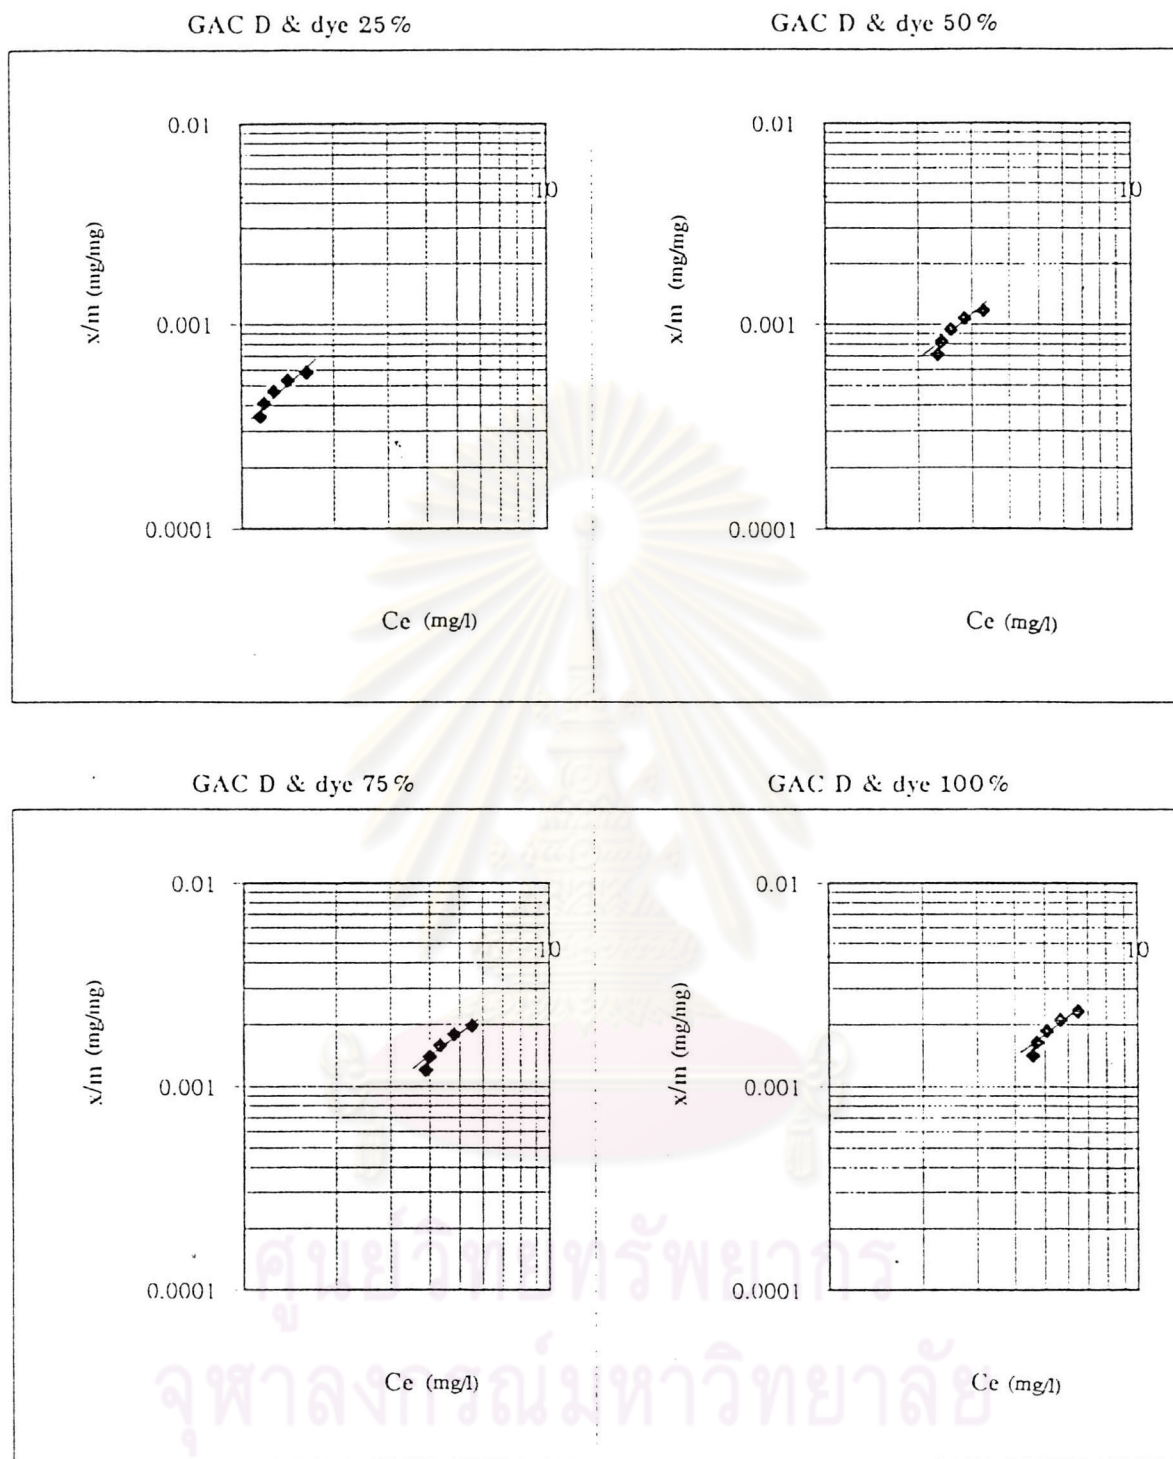 GAC D & dye 25%
GAC D & dye 50%
0.01
10
x/m (mg/mg)
0.001
0.0001
Ce (mg/l)
0.01
10
x/m (mg/mg)
0.001
0.0001
Ce (mg/l)
GAC D & dye 75%
GAC D & dye 100%
0.01
10
x/m (mg/mg)
0.001
0.0001
Ce (mg/l)
0.01
10
x/m (mg/mg)
0.001
0.0001
Ce (mg/l)
ศูนย์วิทยทรัพยากร
จุฬาลงกรณ์มหาวิทยาลัย